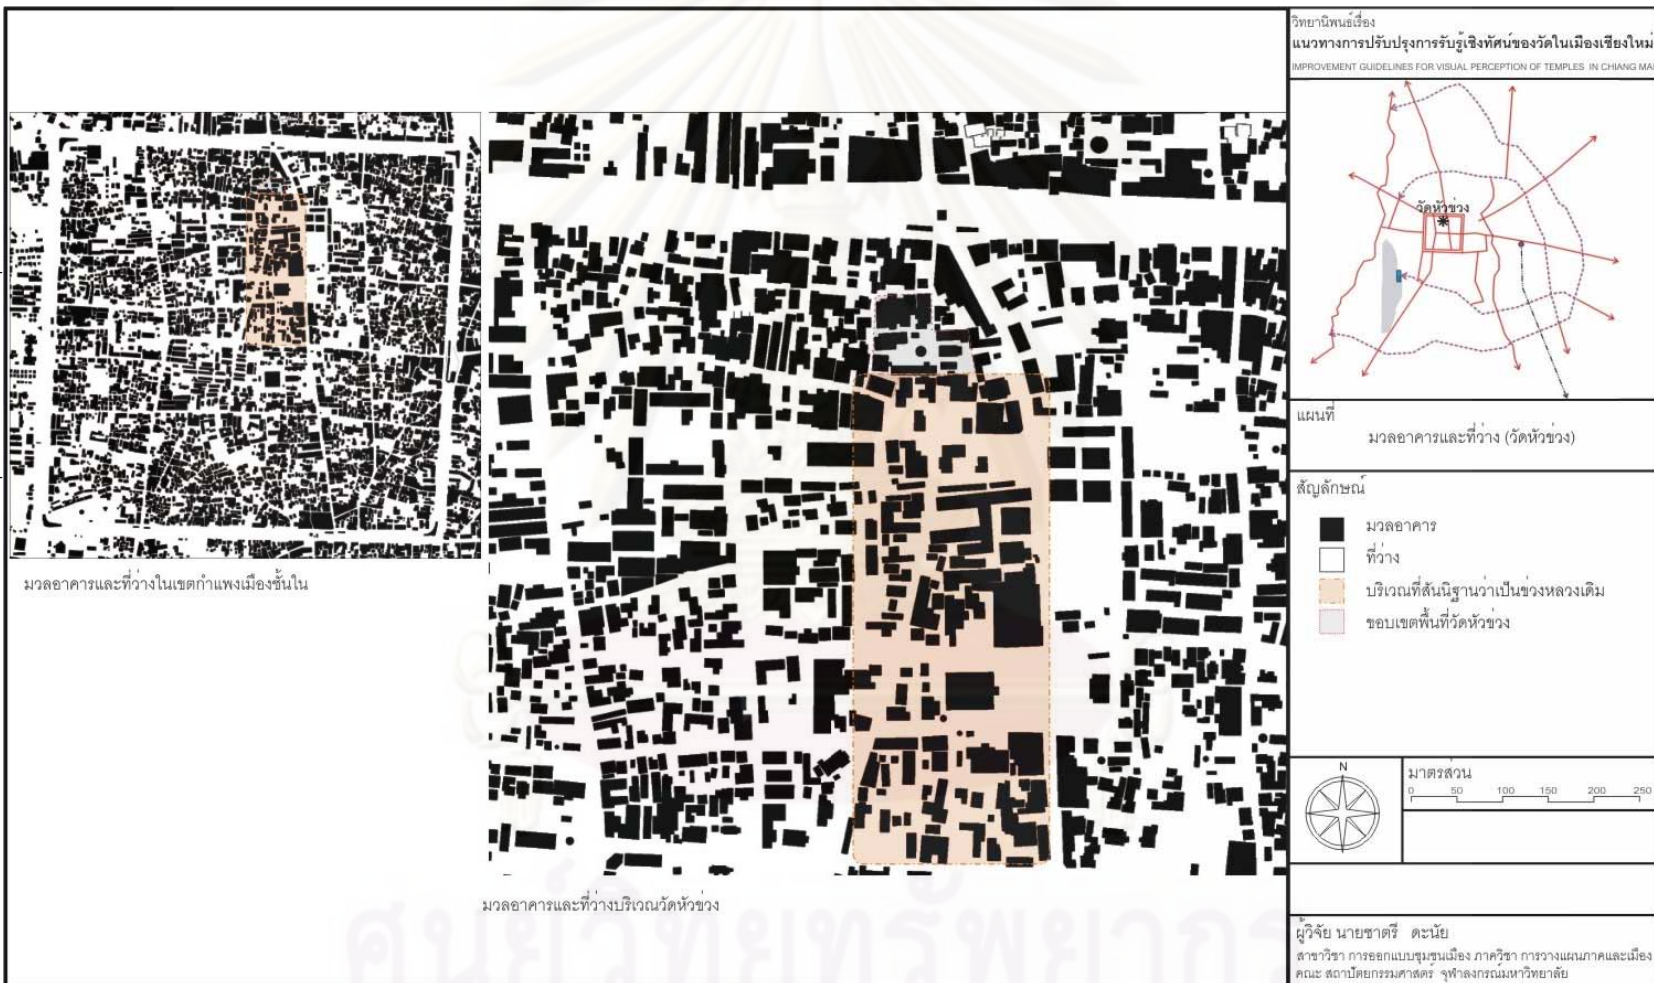 วิทยานิพนธ์เรื่อง
แนวทางการปรับปรุงการรับรู้เชิงทัศน์ของวัดในเมืองเชียงใหม่
IMPROVEMENT GUIDELINES FOR VISUAL PERCEPTION OF TEMPLES IN CHIANG MAI
วัดหัวข่วง
แผนที่
มวลอาคารและที่ว่าง (วัดหัวข่วง)
สัญลักษณ์
มวลอาคาร
ที่ว่าง
บริเวณที่สันนิฐานว่าเป็นข่วงหลวงเดิม
ขอบเขตพื้นที่วัดหัวข่วง
มวลอาคารและที่ว่างในเขตกำแพงเมืองชั้นใน
มวลอาคารและที่ว่างบริเวณวัดหัวข่วง
N
มาตรส่วน
0 50 100 150 200 250
ผู้วิจัย นายชาตรี ดะนัย
สาขาวิชา การออกแบบชุมชนเมือง ภาควิชา การวางแผนภาคและเมือง
คณะ สถาปัตยกรรมศาสตร์ จุฬาลงกรณ์มหาวิทยาลัย
ศูนย์วิทยทรัพยากร